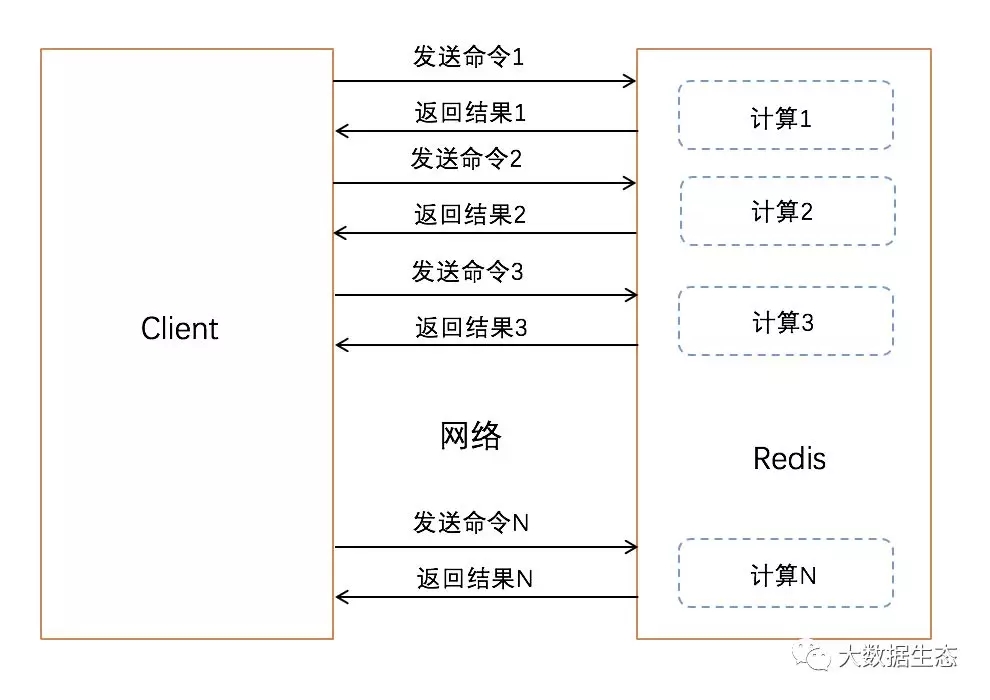 发送命令1
返回结果1
计算1
发送命令2
返回结果2
计算2
发送命令3
返回结果3
计算3
Client
网络
Redis
发送命令N
返回结果N
计算N
大数据生态